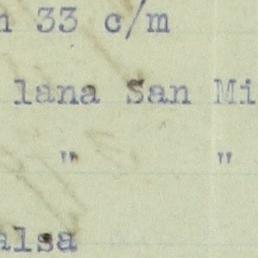 n 33 c/m
lana San Mi
" "
alsa